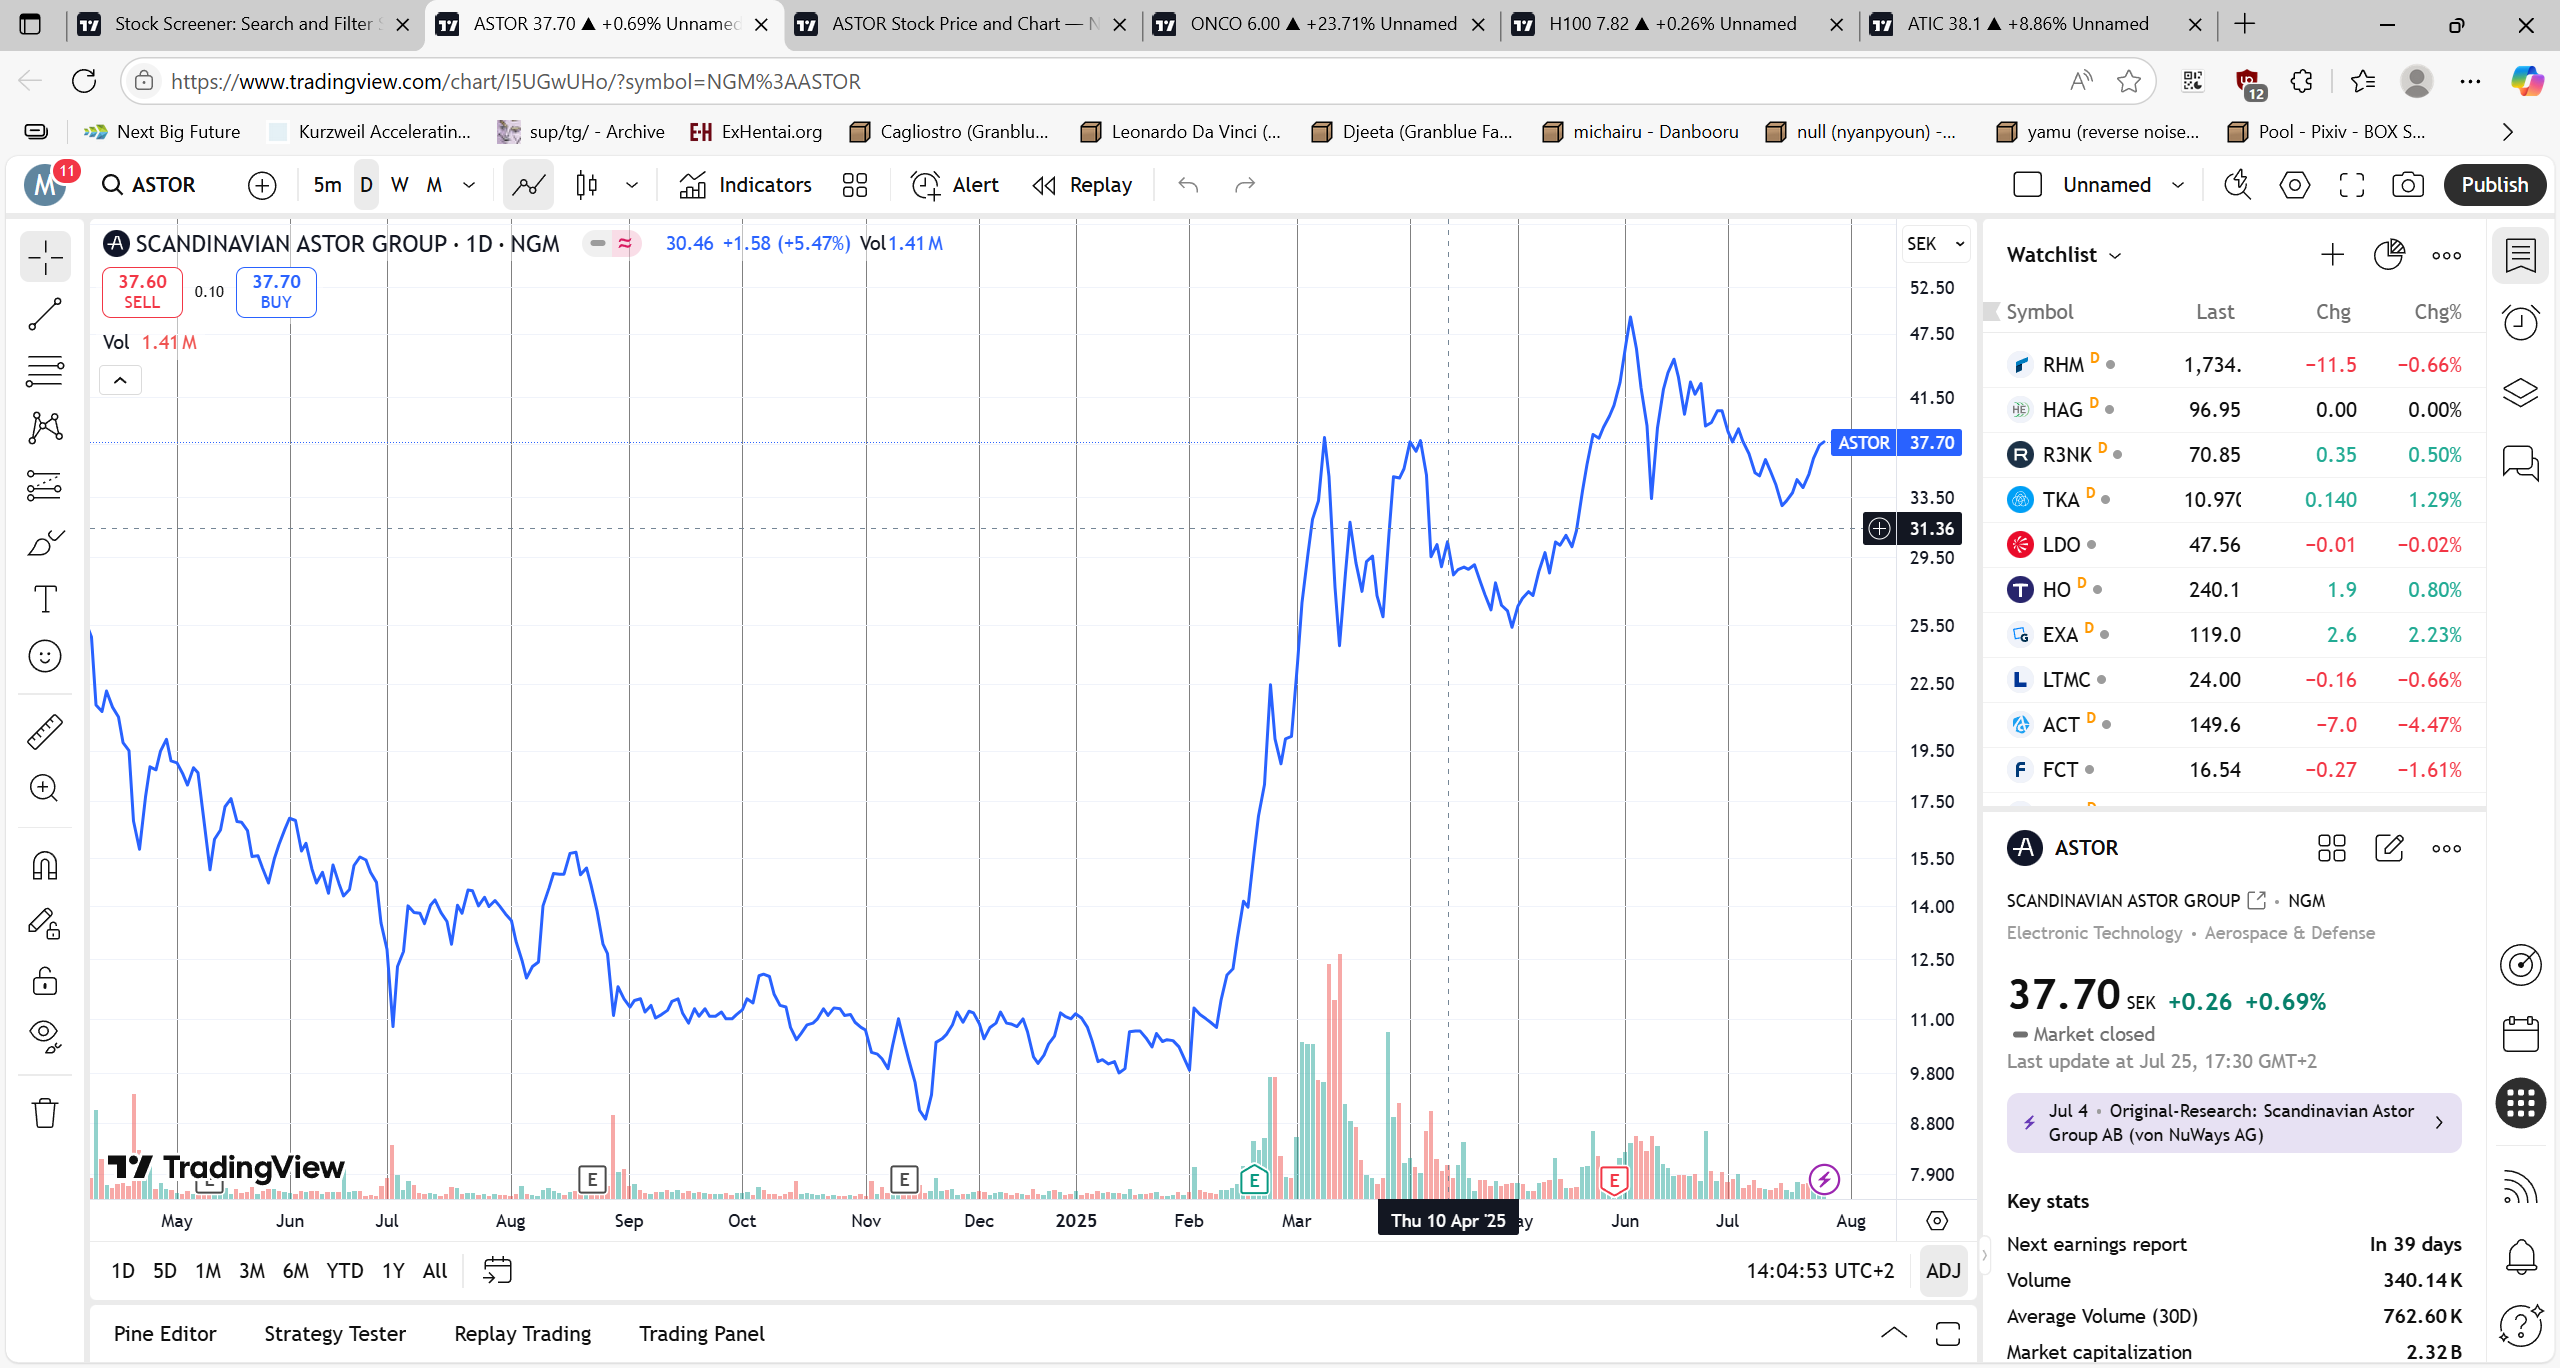 Stock Screener: Search and Filter S
ASTOR 37.70 ▲ +0.69% Unnamed
ASTOR Stock Price and Chart — N
ONCO 6.00 ▲ +23.71% Unnamed
H100 7.82 ▲ +0.26% Unnamed
ATIC 38.1 ▲ +8.86% Unnamed
https://www.tradingview.com/chart/I5UGwUHo/?symbol=NGM%3AASTOR
12
Next Big Future
Kurzweil Acceleratin...
sup/tg/ - Archive
E-H ExHentai.org
Cagliostro (Granblu...
Leonardo Da Vinci (...
Djeeta (Granblue Fa...
michairu - Danbooru
null (nyanpyoun) -...
yamu (reverse noise...
Pool - Pixiv - BOX S...
M 11
ASTOR
5m D W M
Indicators
Alert
Replay
Unnamed
Publish
SCANDINAVIAN ASTOR GROUP · 1D · NGM
30.46 +1.58 (+5.47%) Vol 1.41 M
37.60 SELL
0.10
37.70 BUY
Vol 1.41 M
SEK
52.50
47.50
41.50
ASTOR 37.70
33.50
31.36
29.50
25.50
22.50
19.50
17.50
15.50
14.00
12.50
11.00
9.800
8.800
7.900
TradingView
E
E
E
E
E
May Jun Jul Aug Sep Oct Nov Dec 2025 Feb Mar Thu 10 Apr '25 ay Jun Jul Aug
1D 5D 1M 3M 6M YTD 1Y All
14:04:53 UTC+2
ADJ
Pine Editor
Strategy Tester
Replay Trading
Trading Panel
Watchlist
Symbol Last Chg Chg%
RHM D 1,734. −11.5 −0.66%
HAG D 96.95 0.00 0.00%
R3NK D 70.85 0.35 0.50%
TKA D 10.970 0.140 1.29%
LDO 47.56 −0.01 −0.02%
HO D 240.1 1.9 0.80%
EXA D 119.0 2.6 2.23%
LTMC 24.00 −0.16 −0.66%
ACT D 149.6 −7.0 −4.47%
FCT 16.54 −0.27 −1.61%
ASTOR
SCANDINAVIAN ASTOR GROUP • NGM
Electronic Technology • Aerospace & Defense
37.70 SEK +0.26 +0.69%
Market closed
Last update at Jul 25, 17:30 GMT+2
Jul 4 • Original-Research: Scandinavian Astor
Group AB (von NuWays AG)
Key stats
Next earnings report In 39 days
Volume 340.14 K
Average Volume (30D) 762.60 K
Market capitalization 2.32 B